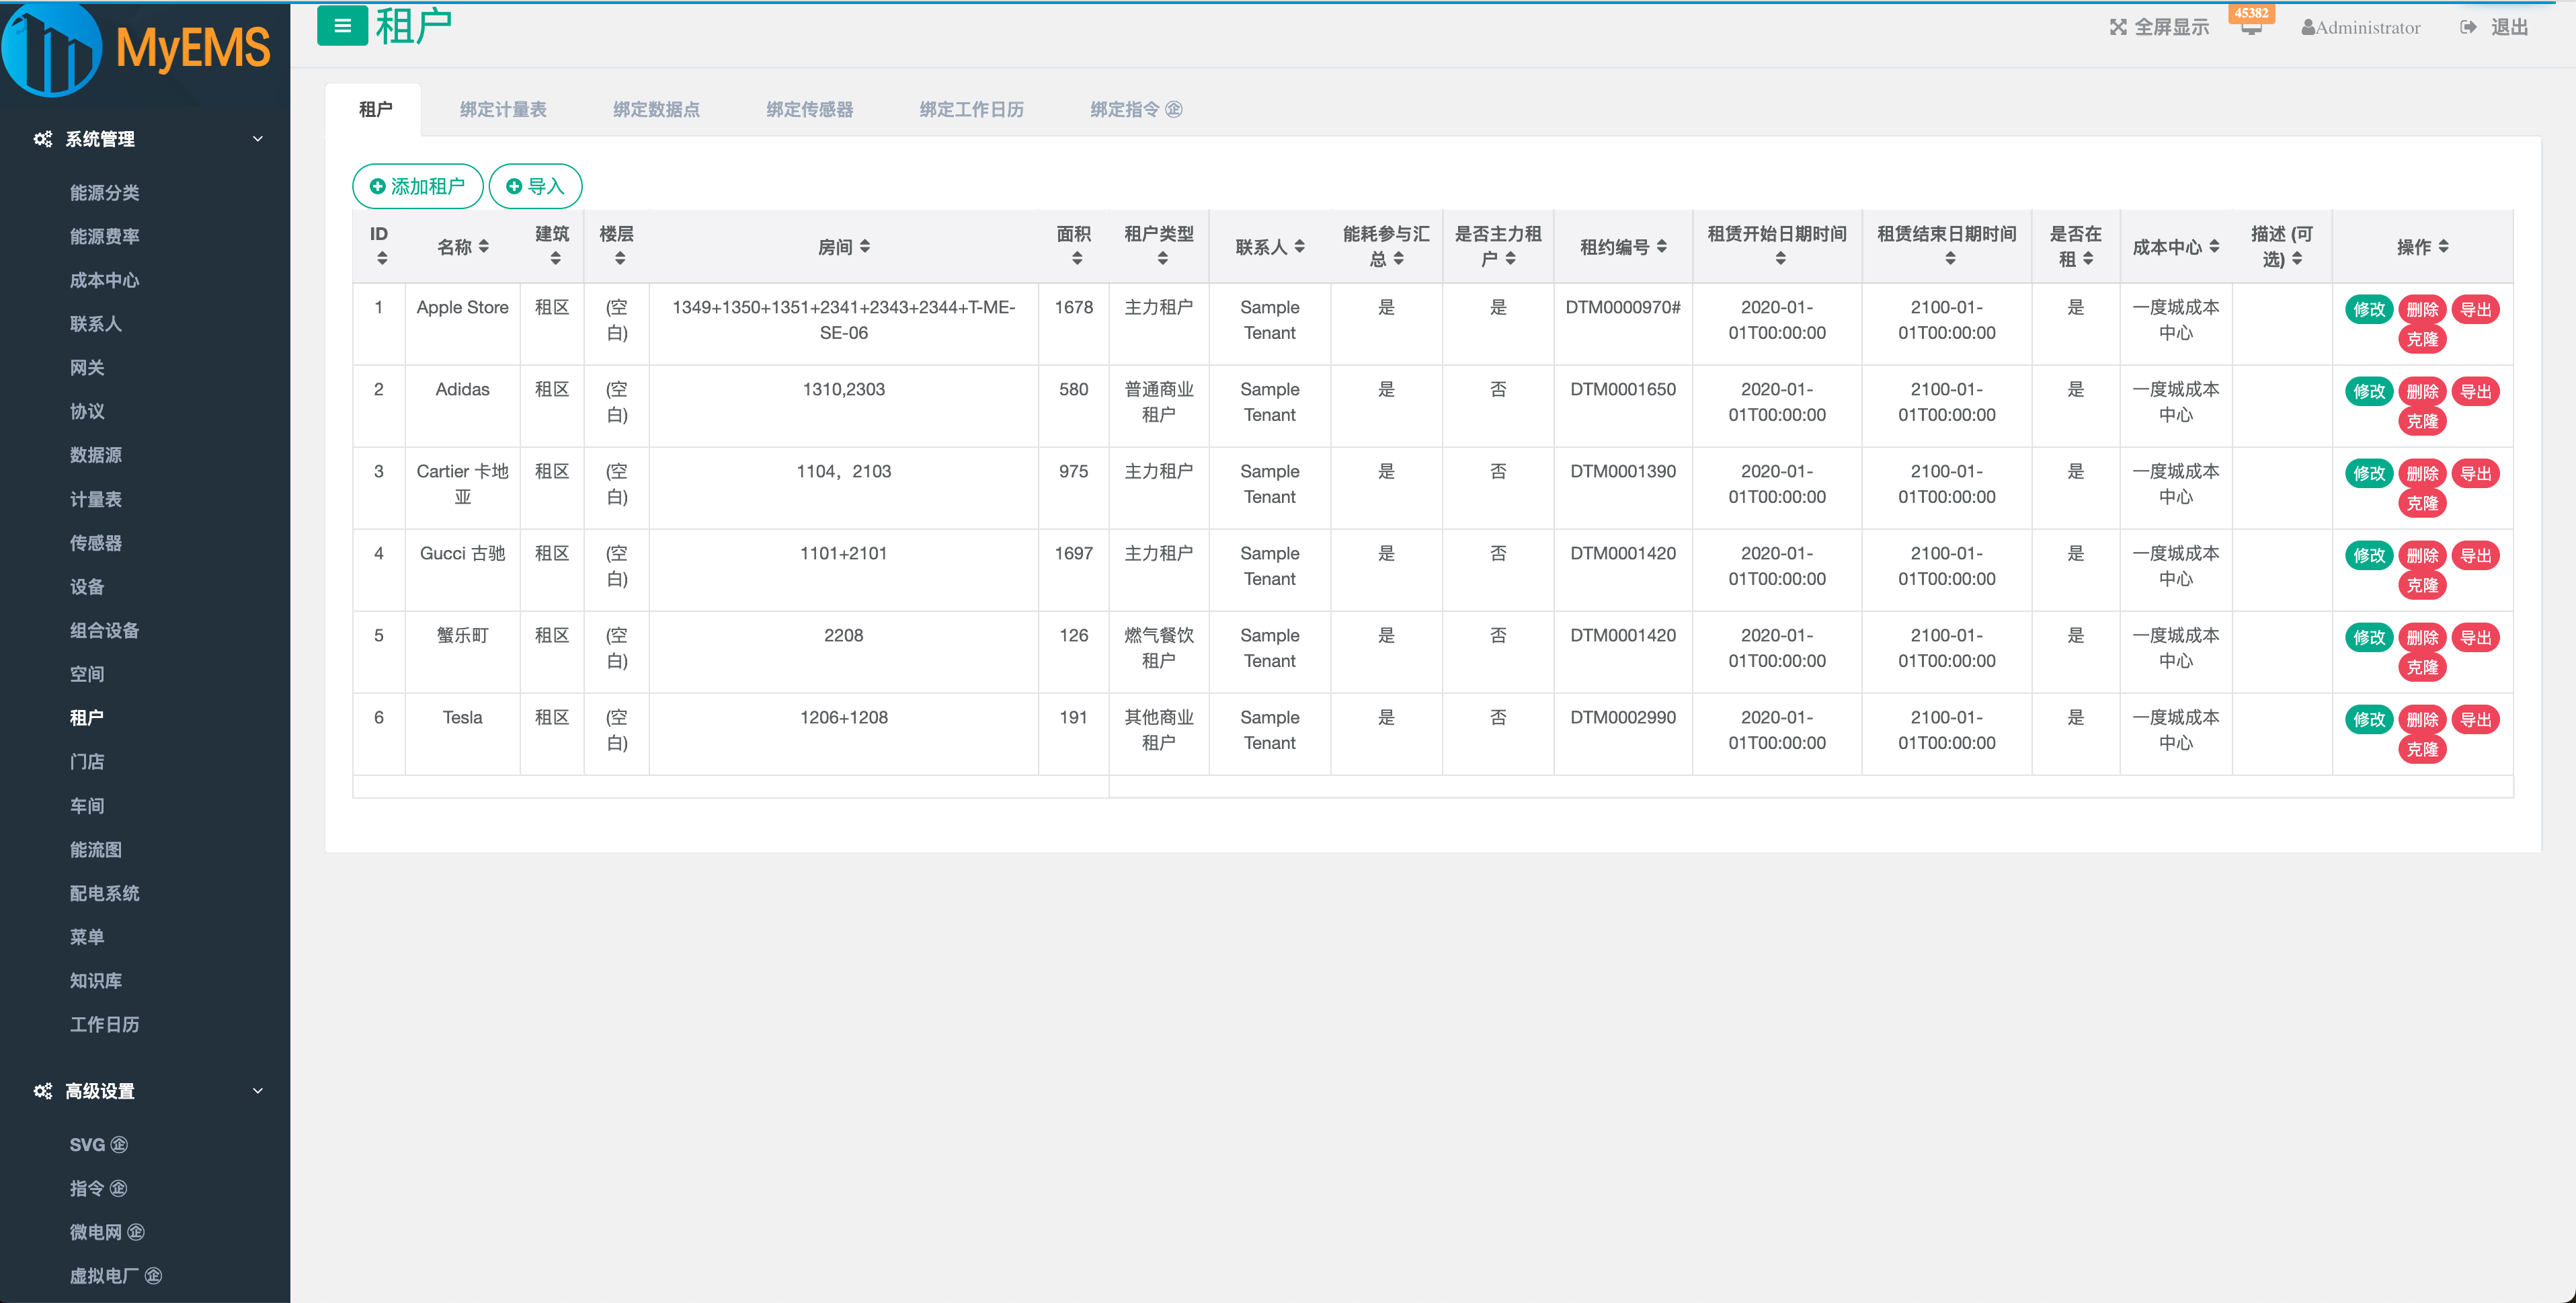 MyEMS
租户
全屏显示
45382
Administrator
退出
系统管理
能源分类
能源费率
成本中心
联系人
网关
协议
数据源
计量表
传感器
设备
组合设备
空间
租户
门店
车间
能流图
配电系统
菜单
知识库
工作日历
高级设置
SVG ㊭
指令 ㊭
微电网 ㊭
虚拟电厂 ㊭
租户 绑定计量表 绑定数据点 绑定传感器 绑定工作日历 绑定指令 ㊭
添加租户 导入
ID 名称 建筑 楼层 房间 面积 租户类型 联系人 能耗参与汇总 是否主力租户 租约编号 租赁开始日期时间 租赁结束日期时间 是否在租 成本中心 描述 (可选) 操作
1 Apple Store 租区 (空白) 1349+1350+1351+2341+2343+2344+T-ME-SE-06 1678 主力租户 Sample Tenant 是 是 DTM0000970# 2020-01-01T00:00:00 2100-01-01T00:00:00 是 一度城成本中心 修改 删除 导出 克隆
2 Adidas 租区 (空白) 1310,2303 580 普通商业租户 Sample Tenant 是 否 DTM0001650 2020-01-01T00:00:00 2100-01-01T00:00:00 是 一度城成本中心 修改 删除 导出 克隆
3 Cartier 卡地亚 租区 (空白) 1104，2103 975 主力租户 Sample Tenant 是 否 DTM0001390 2020-01-01T00:00:00 2100-01-01T00:00:00 是 一度城成本中心 修改 删除 导出 克隆
4 Gucci 古驰 租区 (空白) 1101+2101 1697 主力租户 Sample Tenant 是 否 DTM0001420 2020-01-01T00:00:00 2100-01-01T00:00:00 是 一度城成本中心 修改 删除 导出 克隆
5 蟹乐町 租区 (空白) 2208 126 燃气餐饮租户 Sample Tenant 是 否 DTM0001420 2020-01-01T00:00:00 2100-01-01T00:00:00 是 一度城成本中心 修改 删除 导出 克隆
6 Tesla 租区 (空白) 1206+1208 191 其他商业租户 Sample Tenant 是 否 DTM0002990 2020-01-01T00:00:00 2100-01-01T00:00:00 是 一度城成本中心 修改 删除 导出 克隆